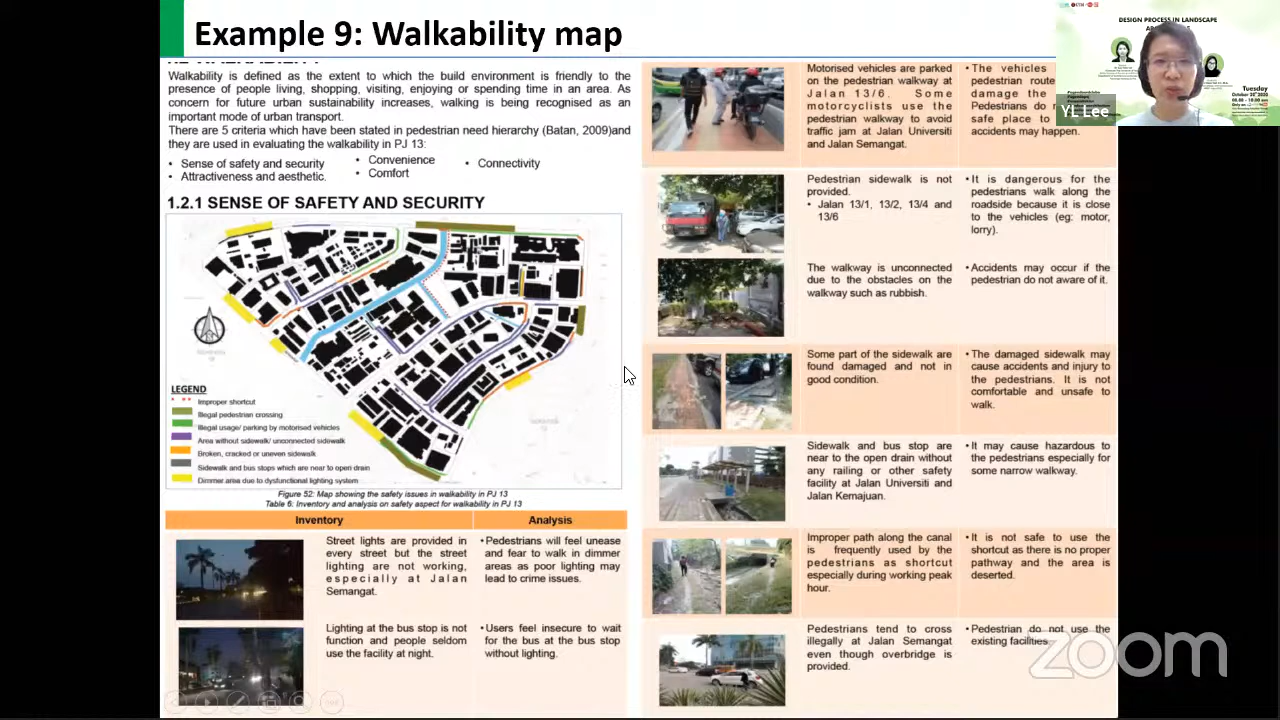 Example 9: Walkability map
Walkability is defined as the extent to which the build environment is friendly to the
presence of people living, shopping, visiting, enjoying or spending time in an area. As
concern for future urban sustainability increases, walking is being recognised as an
important mode of urban transport.
There are 5 criteria which have been stated in pedestrian need hierarchy (Batan, 2009)and
they are used in evaluating the walkability in PJ 13:
• Sense of safety and security
• Attractiveness and aesthetic.
• Convenience
• Comfort
• Connectivity
1.2.1 SENSE OF SAFETY AND SECURITY
LEGEND
Improper shortcut
Illegal pedestrian crossing
Illegal usage/ parking by motorised vehicles
Area without sidewalk/ unconnected sidewalk
Broken, cracked or uneven sidewalk
Sidewalk and bus stops which are near to open drain
Dimmer area due to dysfunctional lighting system
Figure 52: Map showing the safety issues in walkability in PJ 13
Table 6: Inventory and analysis on safety aspect for walkability in PJ 13
Inventory Analysis
Street lights are provided in
every street but the street
lighting are not working,
especially at Jalan
Semangat.
• Pedestrians will feel unease
and fear to walk in dimmer
areas as poor lighting may
lead to crime issues.
Lighting at the bus stop is not
function and people seldom
use the facility at night.
• Users feel insecure to wait
for the bus at the bus stop
without lighting.
Motorised vehicles are parked
on the pedestrian walkway at
Jalan 13/6. Some
motorcyclists use the
pedestrian walkway to avoid
traffic jam at Jalan Universiti
and Jalan Semangat.
• The vehicles
pedestrian route
damage the
Pedestrians do
safe place to
accidents may happen.
Pedestrian sidewalk is not
provided.
• Jalan 13/1, 13/2, 13/4 and
13/6
• It is dangerous for the
pedestrians walk along the
roadside because it is close
to the vehicles (eg: motor,
lorry).
The walkway is unconnected
due to the obstacles on the
walkway such as rubbish.
• Accidents may occur if the
pedestrian do not aware of it.
Some part of the sidewalk are
found damaged and not in
good condition.
• The damaged sidewalk may
cause accidents and injury to
the pedestrians. It is not
comfortable and unsafe to
walk.
Sidewalk and bus stop are
near to the open drain without
any railing or other safety
facility at Jalan Universiti and
Jalan Kemajuan.
• It may cause hazardous to
the pedestrians especially for
some narrow walkway.
Improper path along the canal
is frequently used by the
pedestrians as shortcut
especially during working peak
hour.
• It is not safe to use the
shortcut as there is no proper
pathway and the area is
deserted.
Pedestrians tend to cross
illegally at Jalan Semangat
even though overbridge is
provided.
• Pedestrian do not use the
existing facilities
DESIGN PROCESS IN LANDSCAPE
Tuesday
YL Lee
zoom